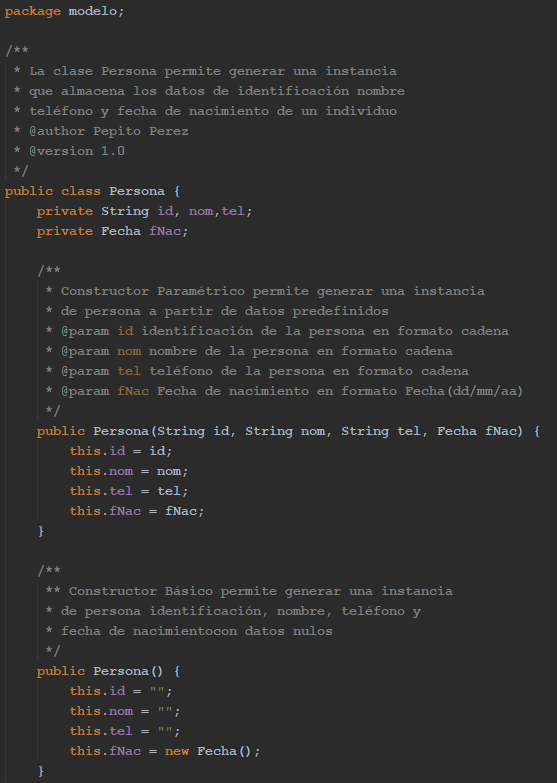 package modelo;

/**
 * La clase Persona permite generar una instancia
 * que almacena los datos de identificación nombre
 * teléfono y fecha de nacimiento de un individuo
 * @author Pepito Perez
 * @version 1.0
 */
public class Persona {
    private String id, nom,tel;
    private Fecha fNac;

    /**
     * Constructor Paramétrico permite generar una instancia
     * de persona a partir de datos predefinidos
     * @param id identificación de la persona en formato cadena
     * @param nom nombre de la persona en formato cadena
     * @param tel teléfono de la persona en formato cadena
     * @param fNac Fecha de nacimiento en formato Fecha(dd/mm/aa)
     */
    public Persona(String id, String nom, String tel, Fecha fNac) {
        this.id = id;
        this.nom = nom;
        this.tel = tel;
        this.fNac = fNac;
    }

    /**
     ** Constructor Básico permite generar una instancia
     * de persona identificación, nombre, teléfono y
     * fecha de nacimientocon datos nulos
     */
    public Persona() {
        this.id = "";
        this.nom = "";
        this.tel = "";
        this.fNac = new Fecha();
    }